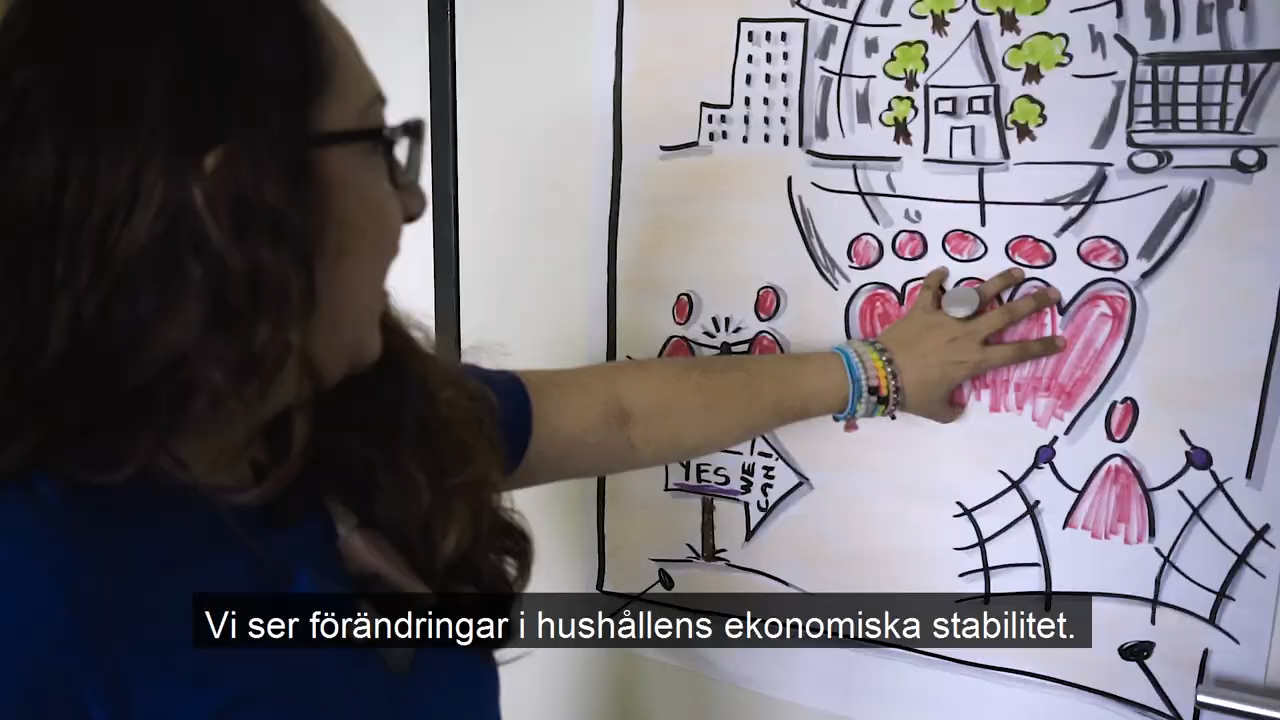 YES WE CAN!
Vi ser förändringar i hushållens ekonomiska stabilitet.